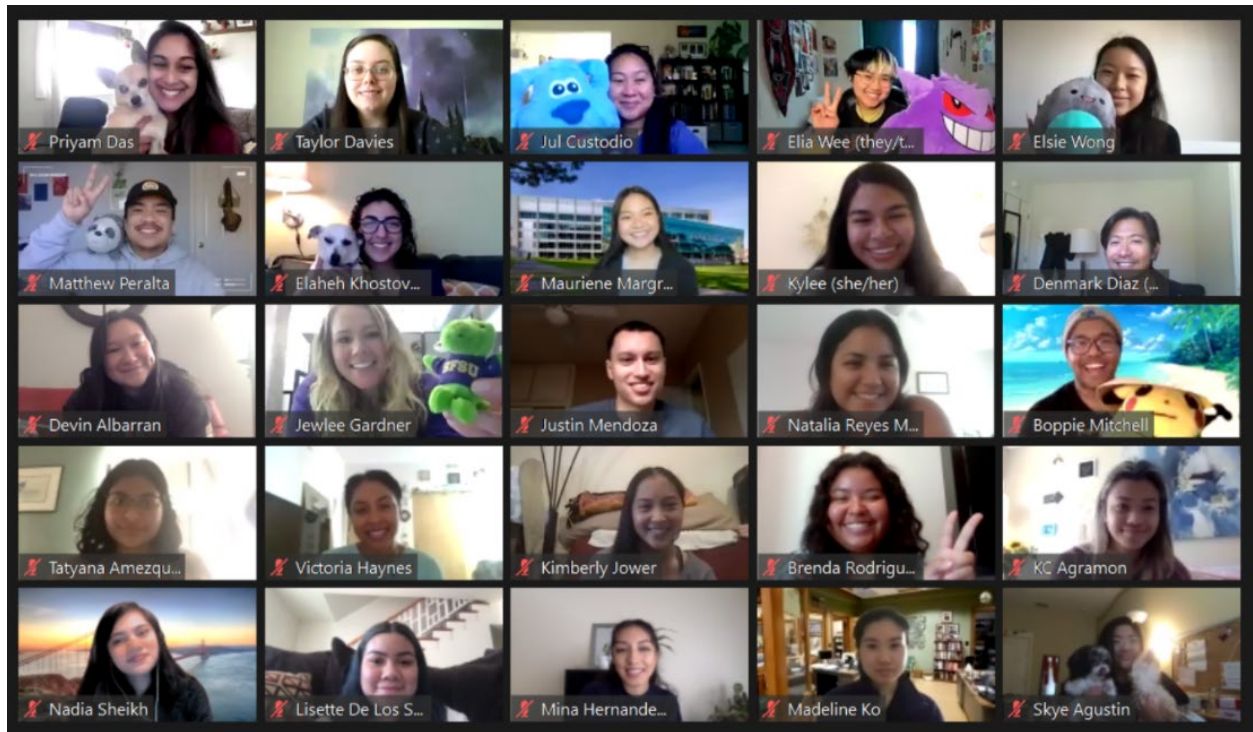 Priyam Das
Taylor Davies
Jul Custodio
Elia Wee (they/t...
Elsie Wong
Matthew Peralta
Elaheh Khostov...
Mauriene Margr...
Kylee (she/her)
Denmark Diaz (...
Devin Albarran
SFSU
Jewlee Gardner
Justin Mendoza
Natalia Reyes M...
Boppie Mitchell
Tatyana Amezqu...
Victoria Haynes
Kimberly Jower
Brenda Rodrigu...
KC Agramon
Nadia Sheikh
Lisette De Los S...
Mina Hernande...
Madeline Ko
Skye Agustin